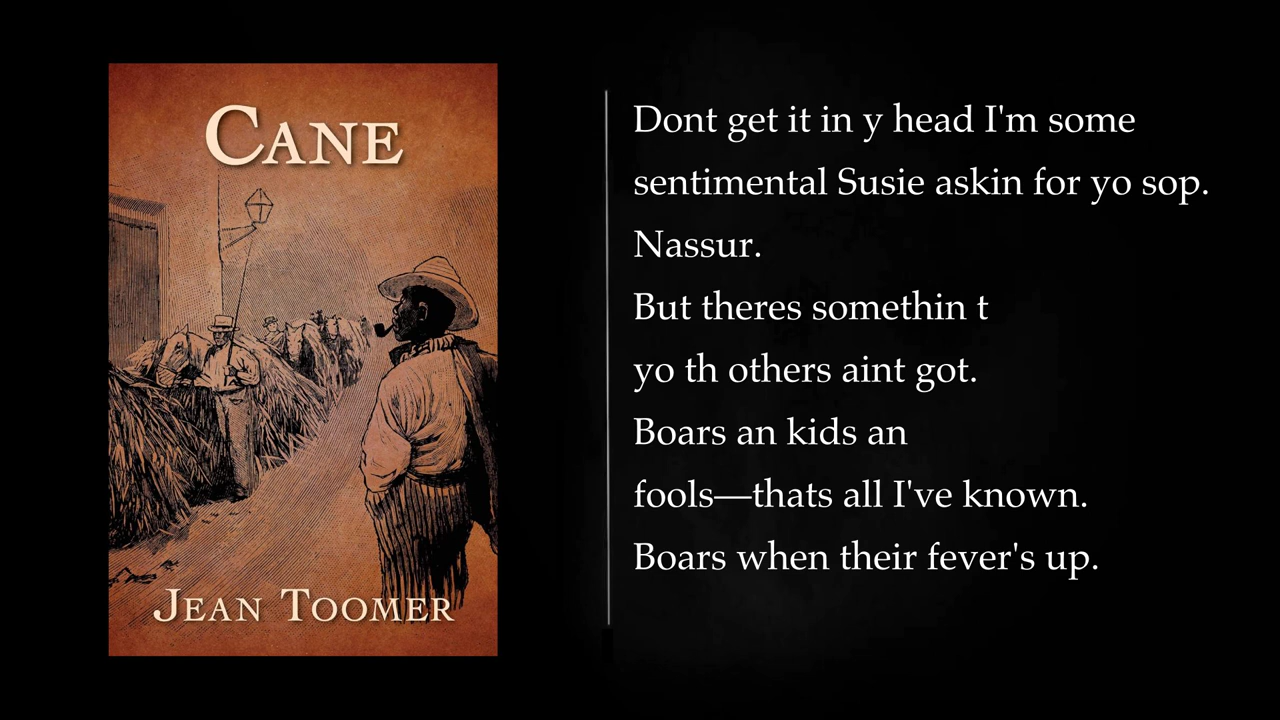 CANE
JEAN TOOMER
Dont get it in y head I'm some
sentimental Susie askin for yo sop.
Nassur.
But theres somethin t
yo th others aint got.
Boars an kids an
fools—thats all I've known.
Boars when their fever's up.